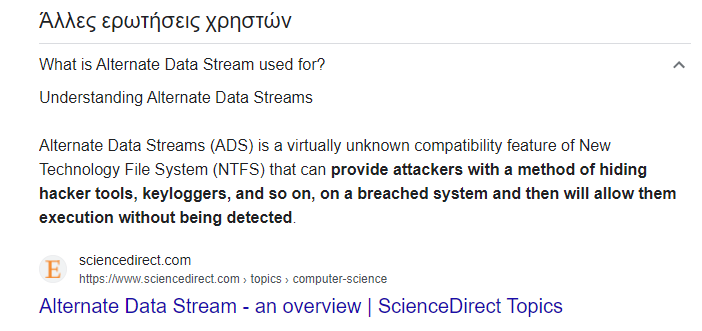 Άλλες ερωτήσεις χρηστών
What is Alternate Data Stream used for?
Understanding Alternate Data Streams
Alternate Data Streams (ADS) is a virtually unknown compatibility feature of New
Technology File System (NTFS) that can provide attackers with a method of hiding
hacker tools, keyloggers, and so on, on a breached system and then will allow them
execution without being detected.
E
sciencedirect.com
https://www.sciencedirect.com › topics › computer-science
Alternate Data Stream - an overview | ScienceDirect Topics